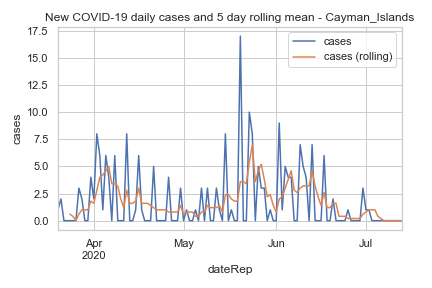 New COVID-19 daily cases and 5 day rolling mean - Cayman_Islands
17.5
15.0
12.5
10.0
7.5
5.0
2.5
0.0
cases
cases
cases (rolling)
Apr
2020
May
Jun
Jul
dateRep